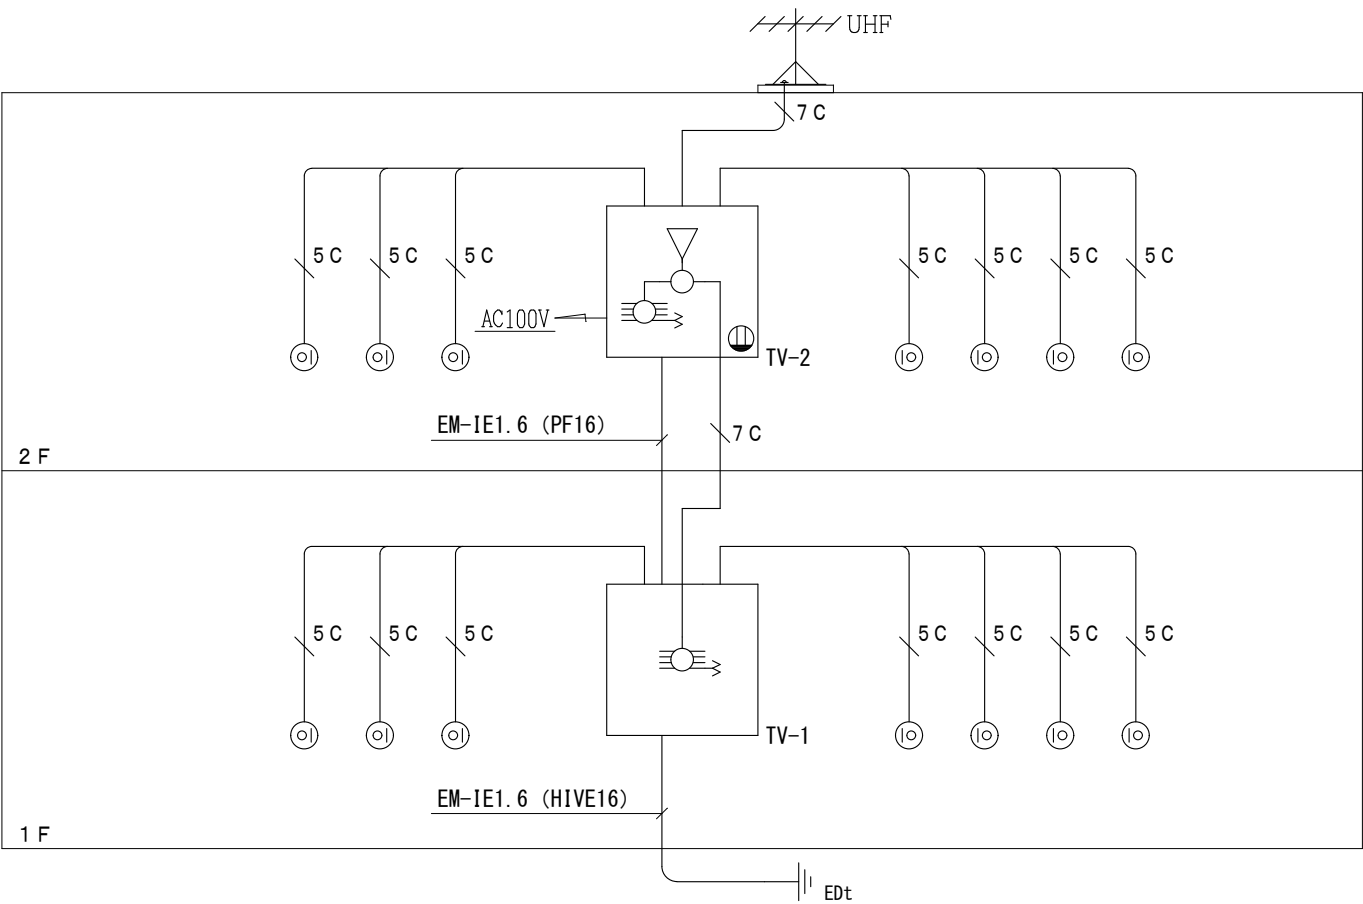 UHF
7C
5C 5C 5C 5C 5C 5C 5C
AC100V
TV-2
EM-IE1.6 (PF16)
7C
2F
5C 5C 5C 5C 5C 5C 5C
TV-1
EM-IE1.6 (HIVE16)
1F
EDt